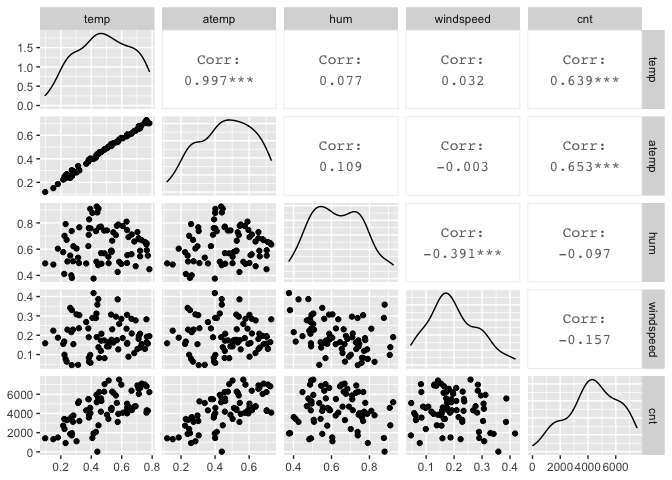 temp atemp hum windspeed cnt
1.5
1.0
0.5
0.0
Corr:
0.997***
Corr:
0.077
Corr:
0.032
Corr:
0.639***
temp
0.6
0.4
0.2
Corr:
0.109
Corr:
-0.003
Corr:
0.653***
atemp
0.8
0.6
0.4
Corr:
-0.391***
Corr:
-0.097
hum
0.4
0.3
0.2
0.1
Corr:
-0.157
windspeed
6000
4000
2000
0
cnt
0.2 0.4 0.6 0.8 0.2 0.4 0.6 0.4 0.6 0.8 0.1 0.2 0.3 0.4 0 2000 4000 6000